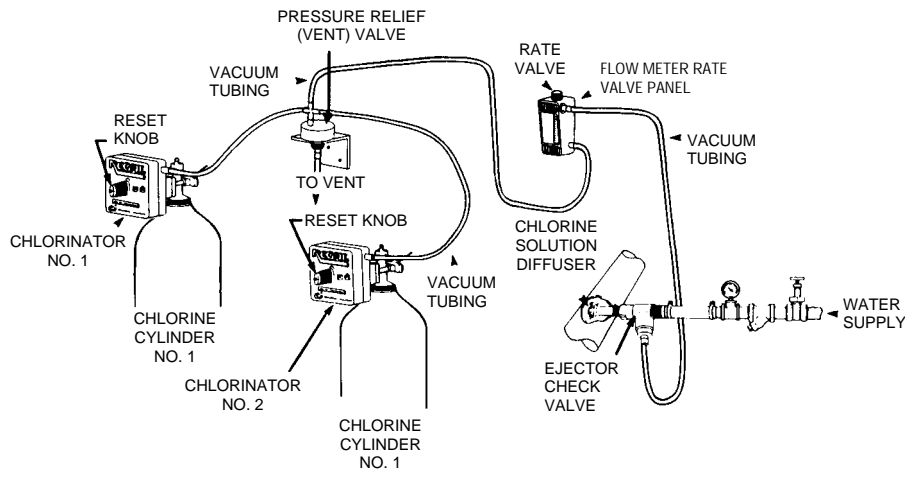 PRESSURE RELIEF
(VENT) VALVE
VACUUM
TUBING
RATE
VALVE
FLOW METER RATE
VALVE PANEL
RESET
KNOB
VACUUM
TUBING
TO VENT
RESET KNOB
CHLORINATOR
NO. 1
CHLORINE
SOLUTION
DIFFUSER
VACUUM
TUBING
WATER
SUPPLY
CHLORINE
CYLINDER
NO. 1
EJECTOR
CHECK
VALVE
CHLORINATOR
NO. 2
CHLORINE
CYLINDER
NO. 1